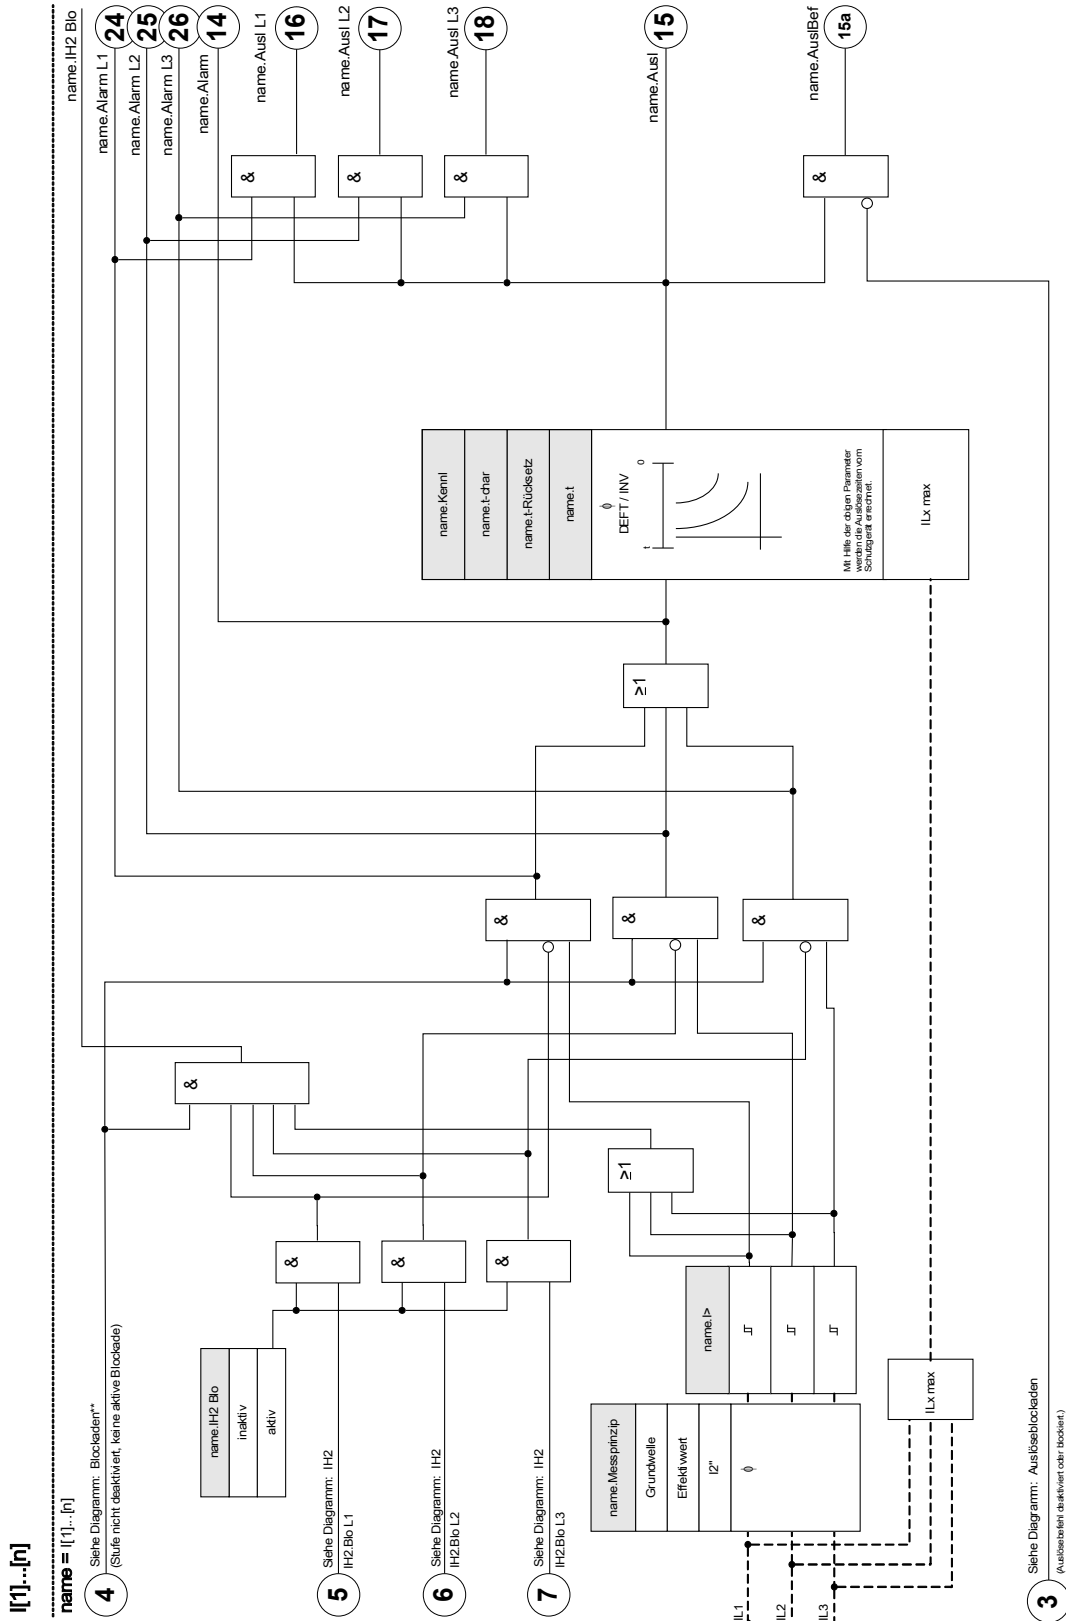 I[1]...[n]
name = I[1]...[n]
4
Siehe Diagramm: Blockaden**
(Stufe nicht deaktiviert, keine aktive Blockade)
name.IH2 Blo
inaktiv
aktiv
5
Siehe Diagramm: IH2
IH2.Blo L1
6
Siehe Diagramm: IH2
IH2.Blo L2
7
Siehe Diagramm: IH2
IH2.Blo L3
&
&
&
&
name.Messprinzip
Grundwelle
Effektivwert
I2"
ϕ
IL1
IL2
IL3
name.I>
≥1
ILx max
&
&
&
≥1
name.Kennl
name.t-char
name.t-Rücksetz
name.t
ϕ
DEFT / INV
t
0
Mit Hilfe der obigen Parameter
werden die Auslösezeiten vom
Schutzgerät errechnet.
ILx max
&
&
&
&
name.IH2 Blo
name.Alarm L1
24
name.Alarm L2
25
name.Alarm L3
26
name.Alarm
14
name.Ausl L1
16
name.Ausl L2
17
name.Ausl L3
18
name.Ausl
15
name.AuslBef
15a
3
Siehe Diagramm: Auslöseblockaden
(Auslösebefehl deaktiviert oder blockiert.)